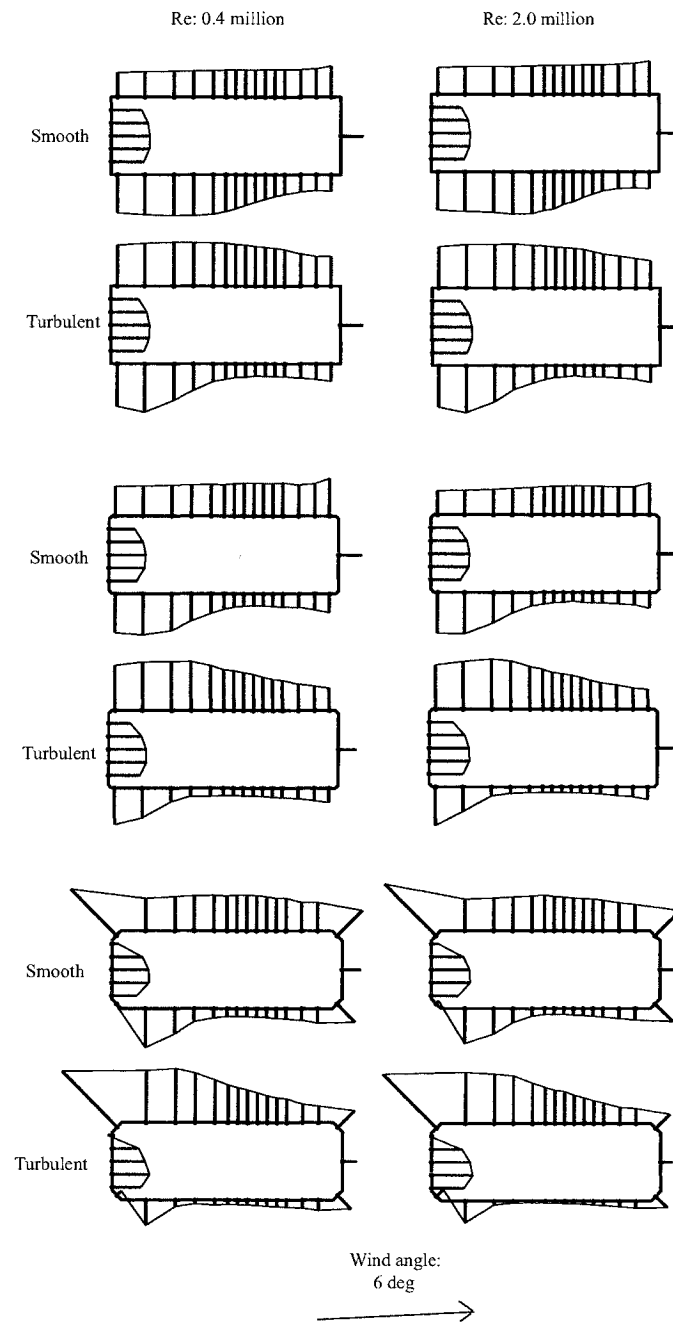 Re: 0.4 million
Re: 2.0 million
Smooth
Turbulent
Smooth
Turbulent
Smooth
Turbulent
Wind angle:
6 deg